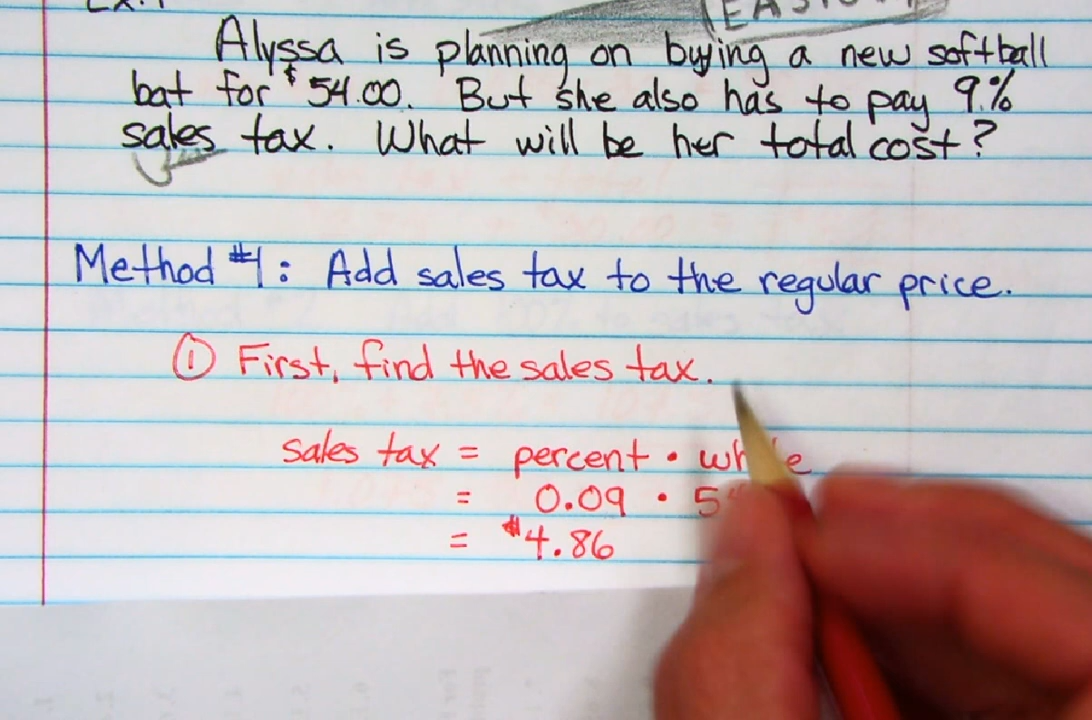 Alyssa is planning on buying a new softball
bat for $54.00. But she also has to pay 9%
sales tax. What will be her total cost?
Method #1: Add sales tax to the regular price.
① First, find the sales tax.
sales tax = percent •
= 0.09 •
= $4.86